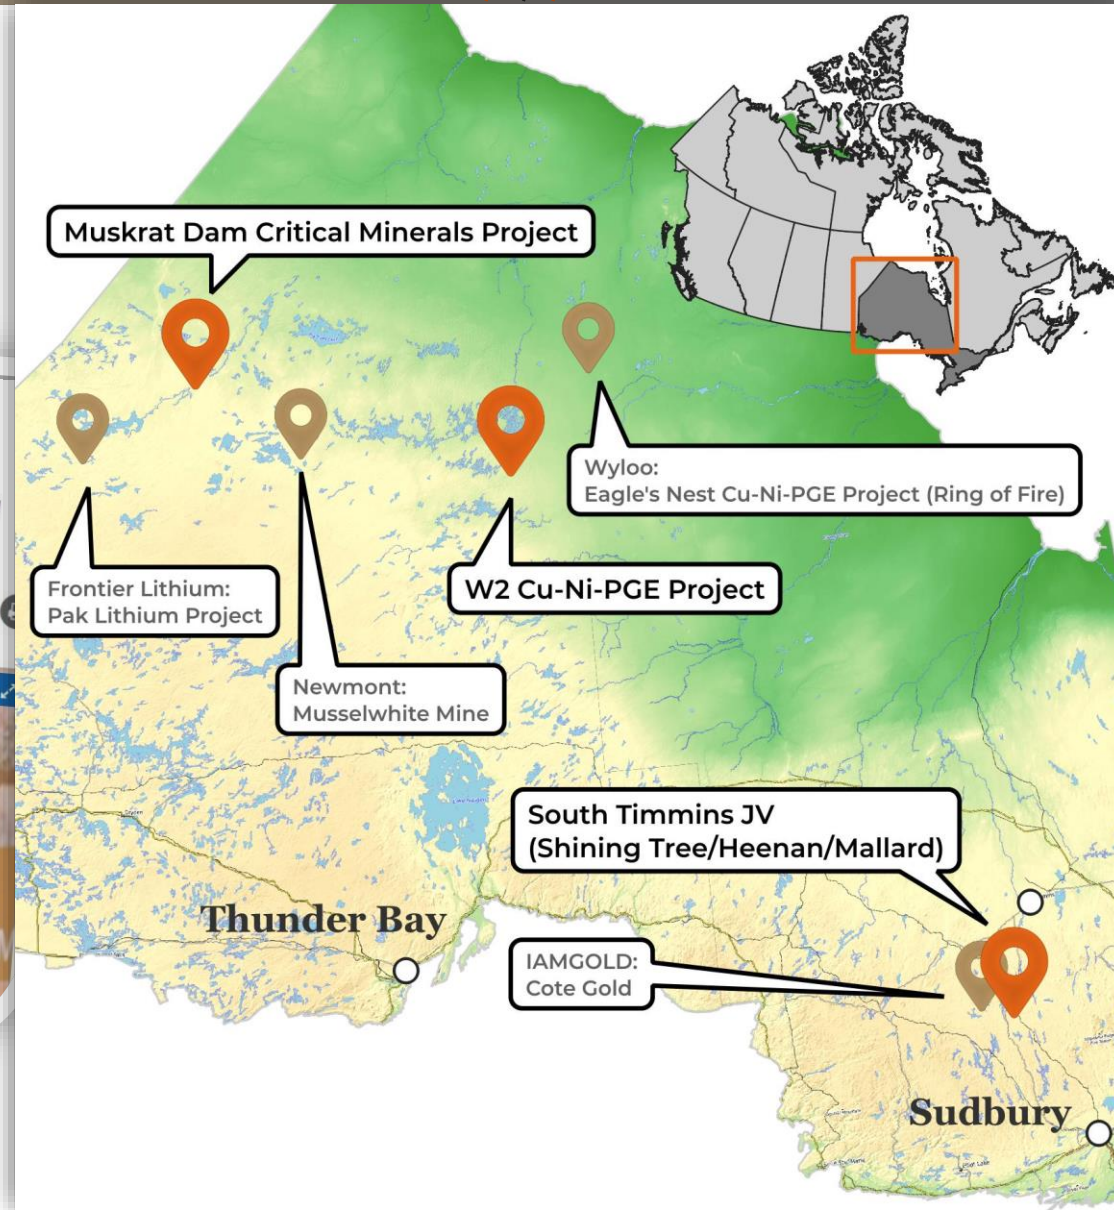 Muskrat Dam Critical Minerals Project
Wyloo:
Eagle's Nest Cu-Ni-PGE Project (Ring of Fire)
Frontier Lithium:
Pak Lithium Project
W2 Cu-Ni-PGE Project
Newmont:
Musselwhite Mine
South Timmins JV
(Shining Tree/Heenan/Mallard)
Thunder Bay
IAMGOLD:
Cote Gold
Sudbury